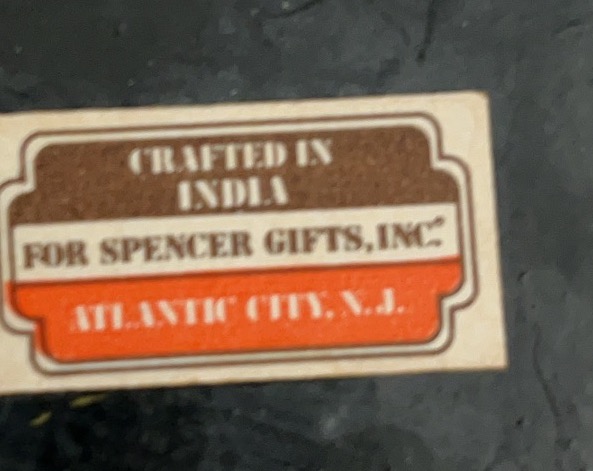 CRAFTED IN
INDIA
FOR SPENCER GIFTS, INC.
ATLANTIC CITY, N.J.